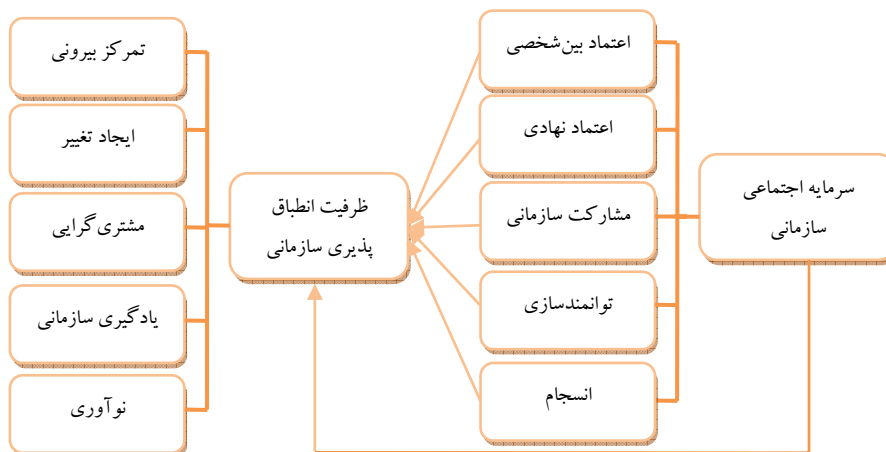 سرمایه اجتماعی
سازمانی
اعتماد بین‌شخصی
اعتماد نهادی
مشارکت سازمانی
توانمندسازی
انسجام
ظرفیت انطباق
پذیری سازمانی
تمرکز بیرونی
ایجاد تغییر
مشتری‌گرایی
یادگیری سازمانی
نوآوری